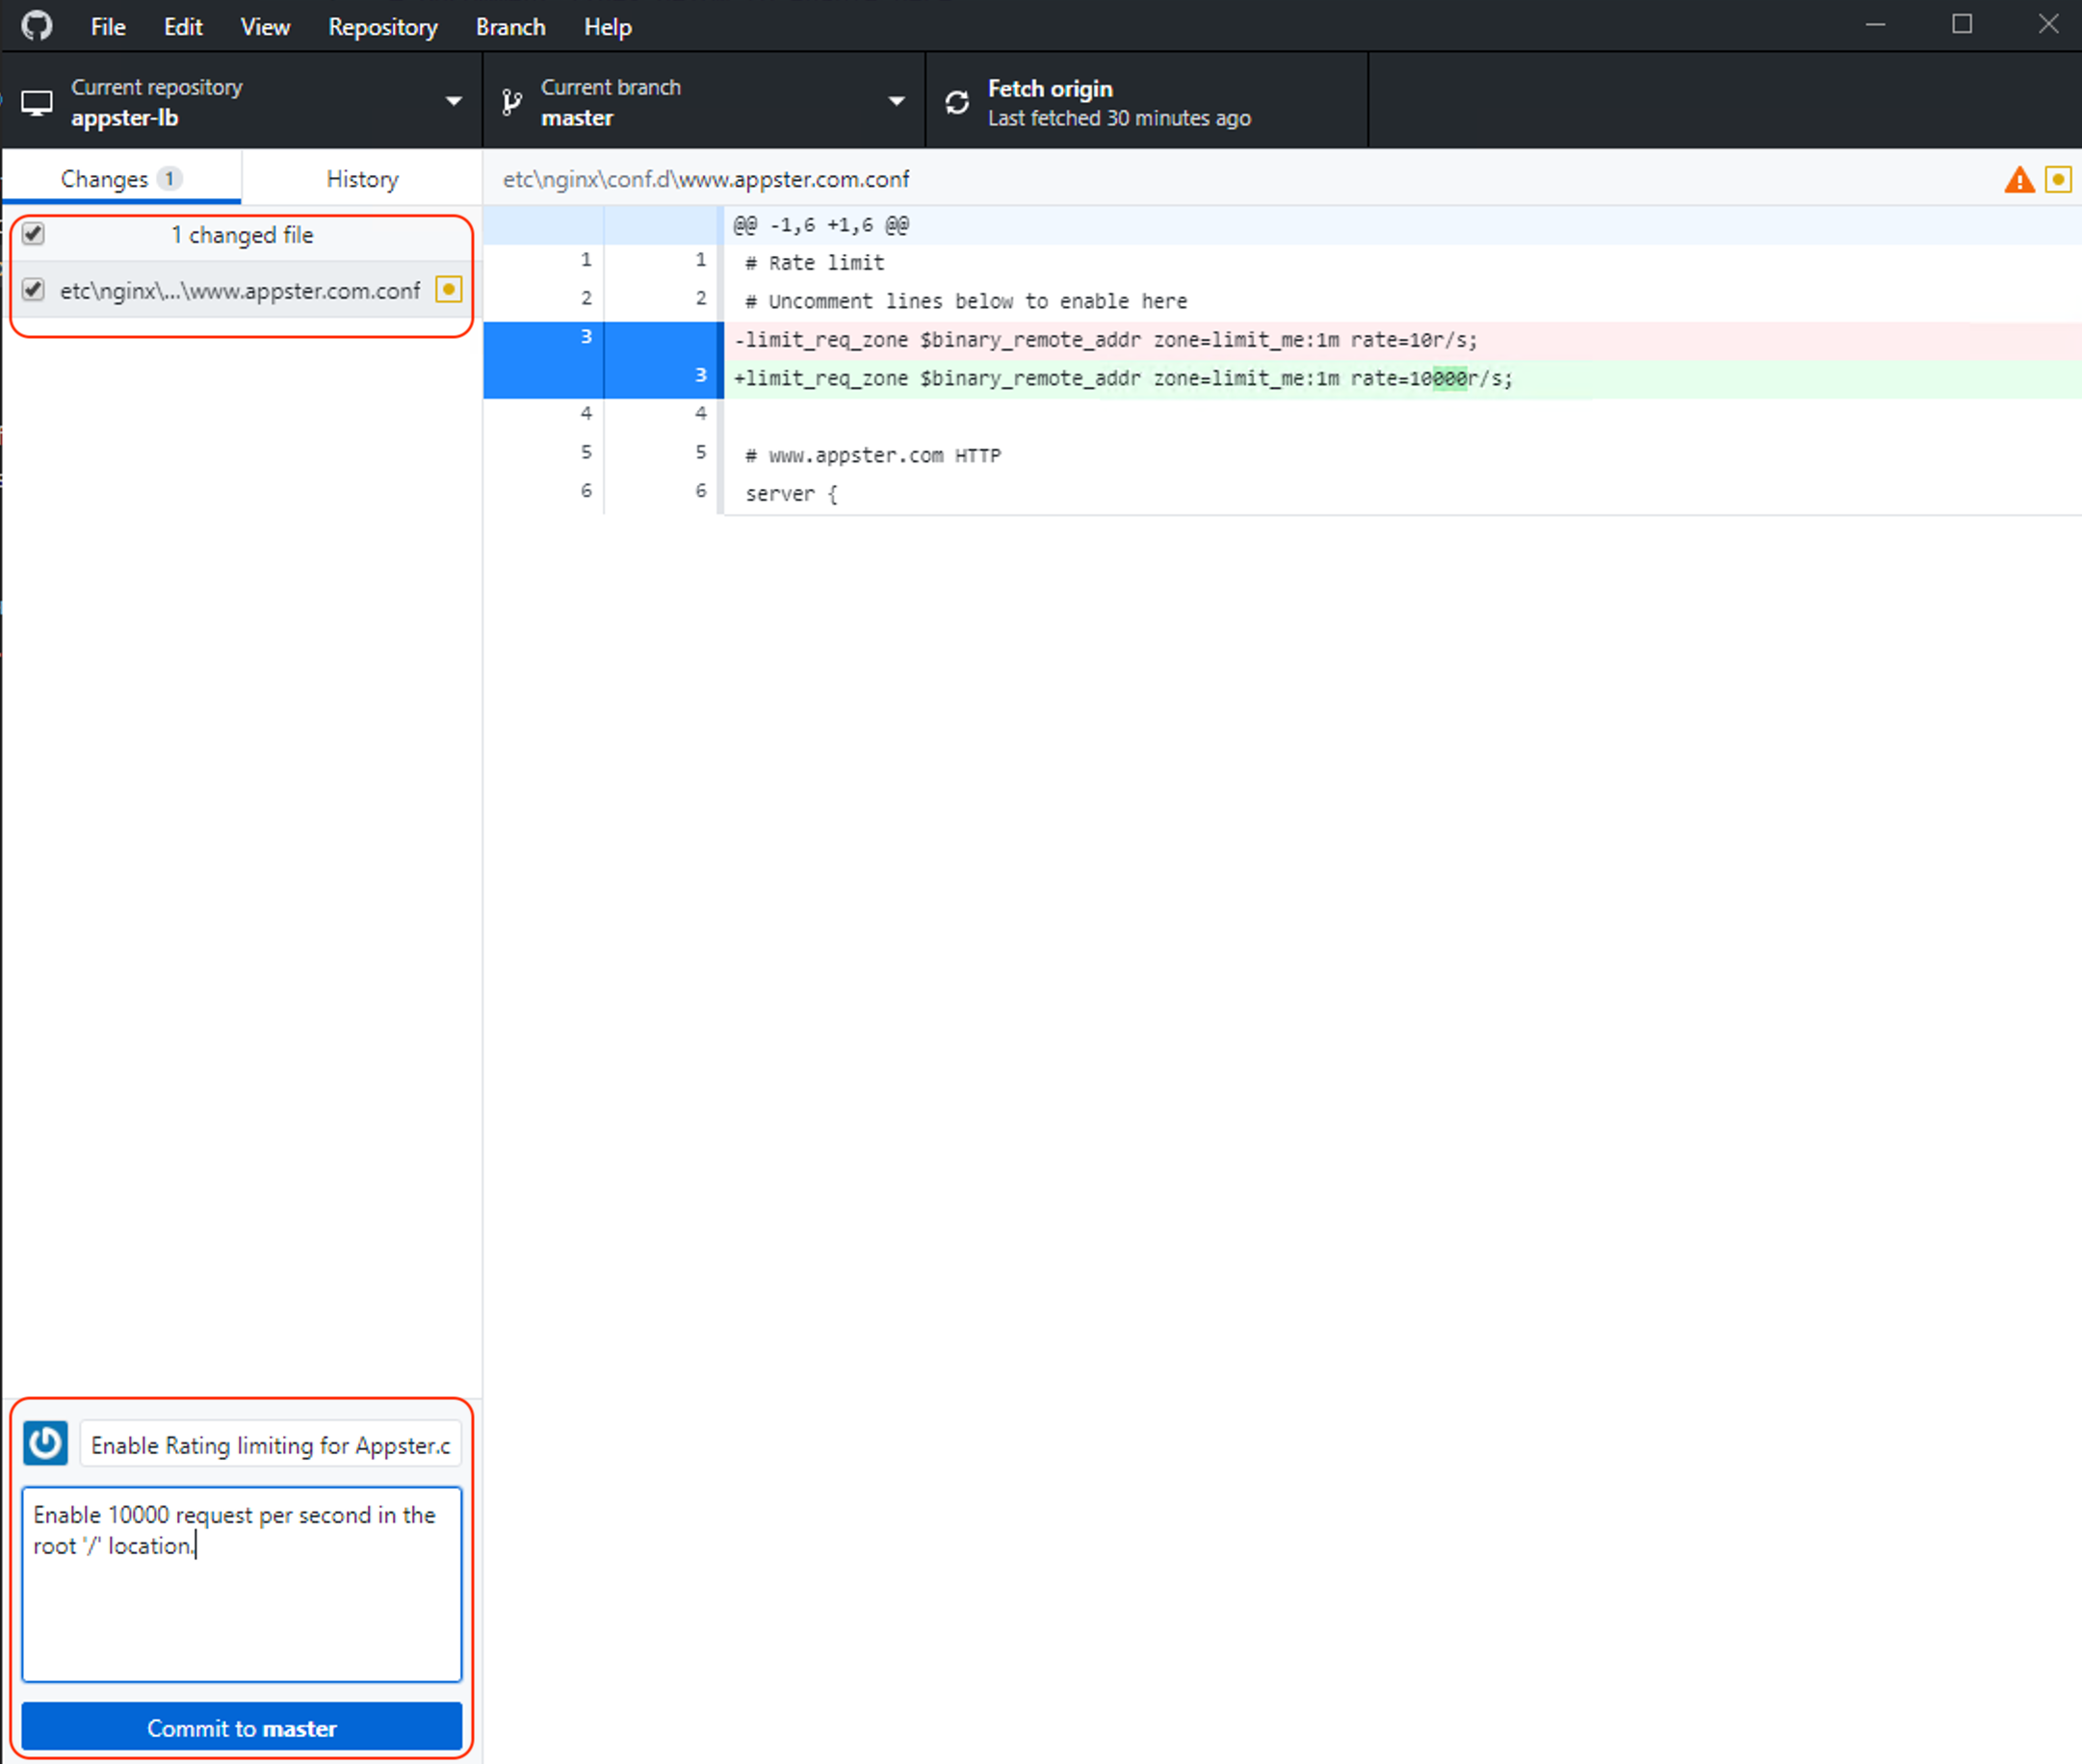 File Edit View Repository Branch Help
Current repository
appster-lb
Current branch
master
Fetch origin
Last fetched 30 minutes ago
Changes 1
History
etc\nginx\conf.d\www.appster.com.conf
1 changed file
etc\nginx\...\www.appster.com.conf
@@ -1,6 +1,6 @@
1 1 # Rate limit
2 2 # Uncomment lines below to enable here
3 -limit_req_zone $binary_remote_addr zone=limit_me:1m rate=10r/s;
3 +limit_req_zone $binary_remote_addr zone=limit_me:1m rate=10000r/s;
4 4
5 5 # www.appster.com HTTP
6 6 server {
Enable Rating limiting for Appster.c
Enable 10000 request per second in the
root '/' location.
Commit to master